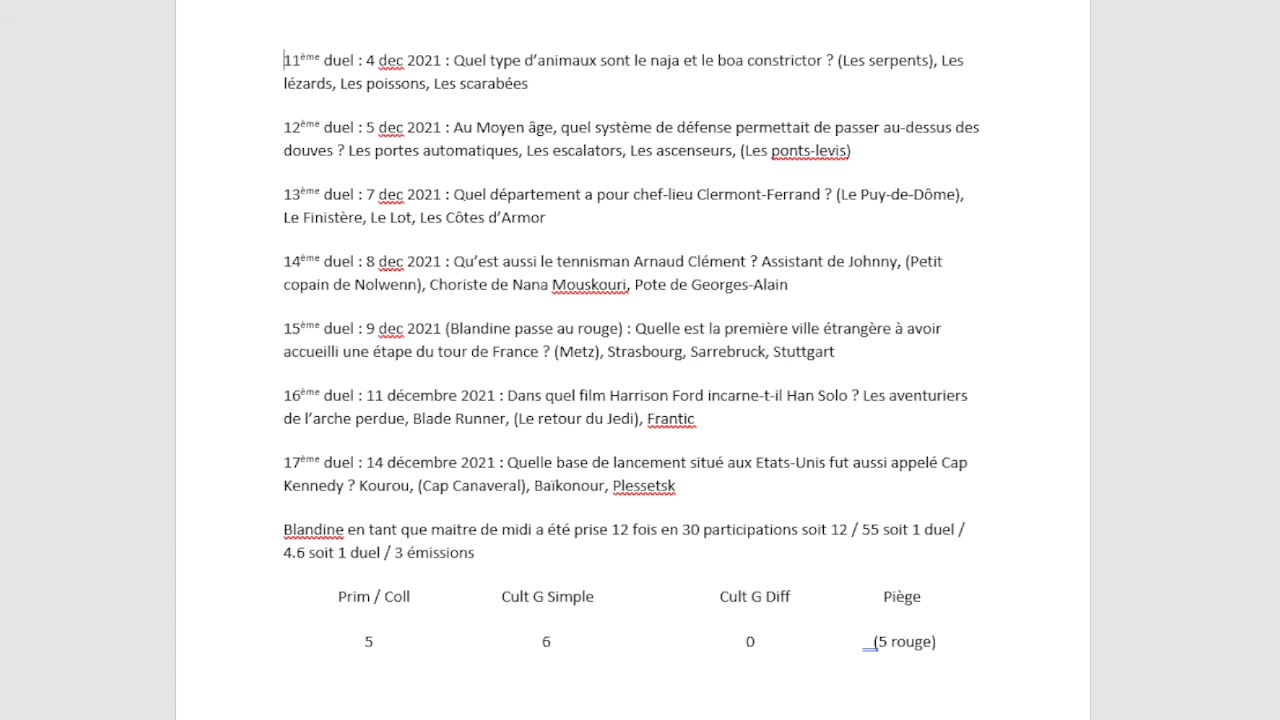 11ème duel : 4 dec 2021 : Quel type d’animaux sont le naja et le boa constrictor ? (Les serpents), Les
lézards, Les poissons, Les scarabées
12ème duel : 5 dec 2021 : Au Moyen âge, quel système de défense permettait de passer au-dessus des
douves ? Les portes automatiques, Les escalators, Les ascenseurs, (Les ponts-levis)
13ème duel : 7 dec 2021 : Quel département a pour chef-lieu Clermont-Ferrand ? (Le Puy-de-Dôme),
Le Finistère, Le Lot, Les Côtes d’Armor
14ème duel : 8 dec 2021 : Qu’est aussi le tennisman Arnaud Clément ? Assistant de Johnny, (Petit
copain de Nolwenn), Choriste de Nana Mouskouri, Pote de Georges-Alain
15ème duel : 9 dec 2021 (Blandine passe au rouge) : Quelle est la première ville étrangère à avoir
accueilli une étape du tour de France ? (Metz), Strasbourg, Sarrebruck, Stuttgart
16ème duel : 11 décembre 2021 : Dans quel film Harrison Ford incarne-t-il Han Solo ? Les aventuriers
de l’arche perdue, Blade Runner, (Le retour du Jedi), Frantic
17ème duel : 14 décembre 2021 : Quelle base de lancement situé aux Etats-Unis fut aussi appelé Cap
Kennedy ? Kourou, (Cap Canaveral), Baïkonour, Plessetsk
Blandine en tant que maitre de midi a été prise 12 fois en 30 participations soit 12 / 55 soit 1 duel /
4.6 soit 1 duel / 3 émissions
Prim / Coll Cult G Simple Cult G Diff Piège
5 6 0 (5 rouge)